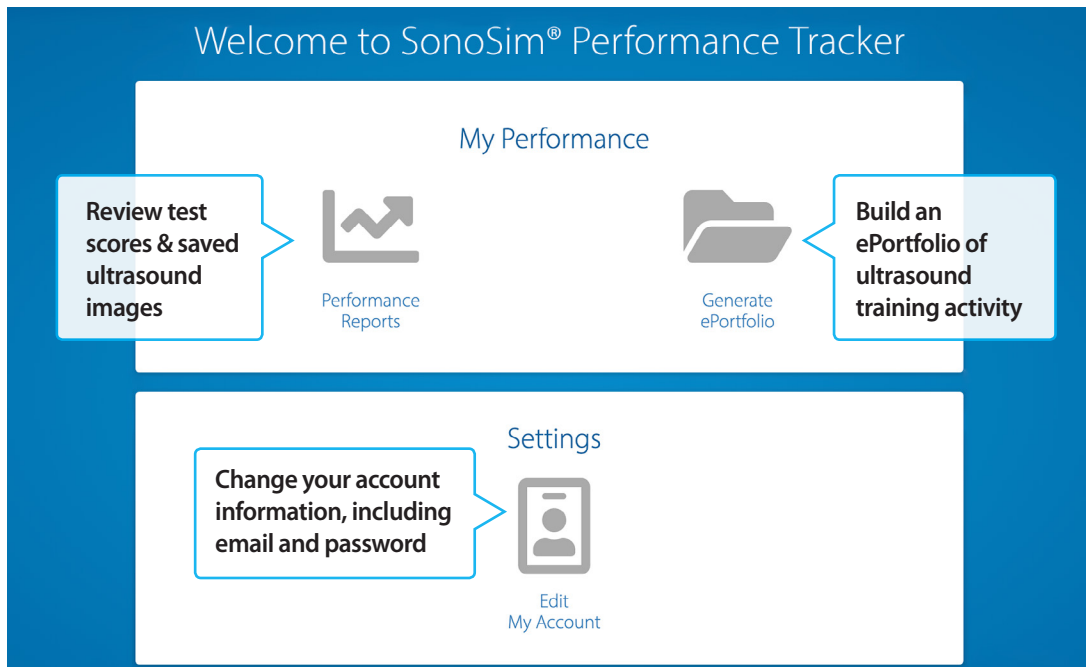 Welcome to SonoSim® Performance Tracker
My Performance
Review test
scores & saved
ultrasound
images
Performance
Reports
Generate
ePortfolio
Build an
ePortfolio of
ultrasound
training activity
Settings
Change your account
information, including
email and password
Edit
My Account